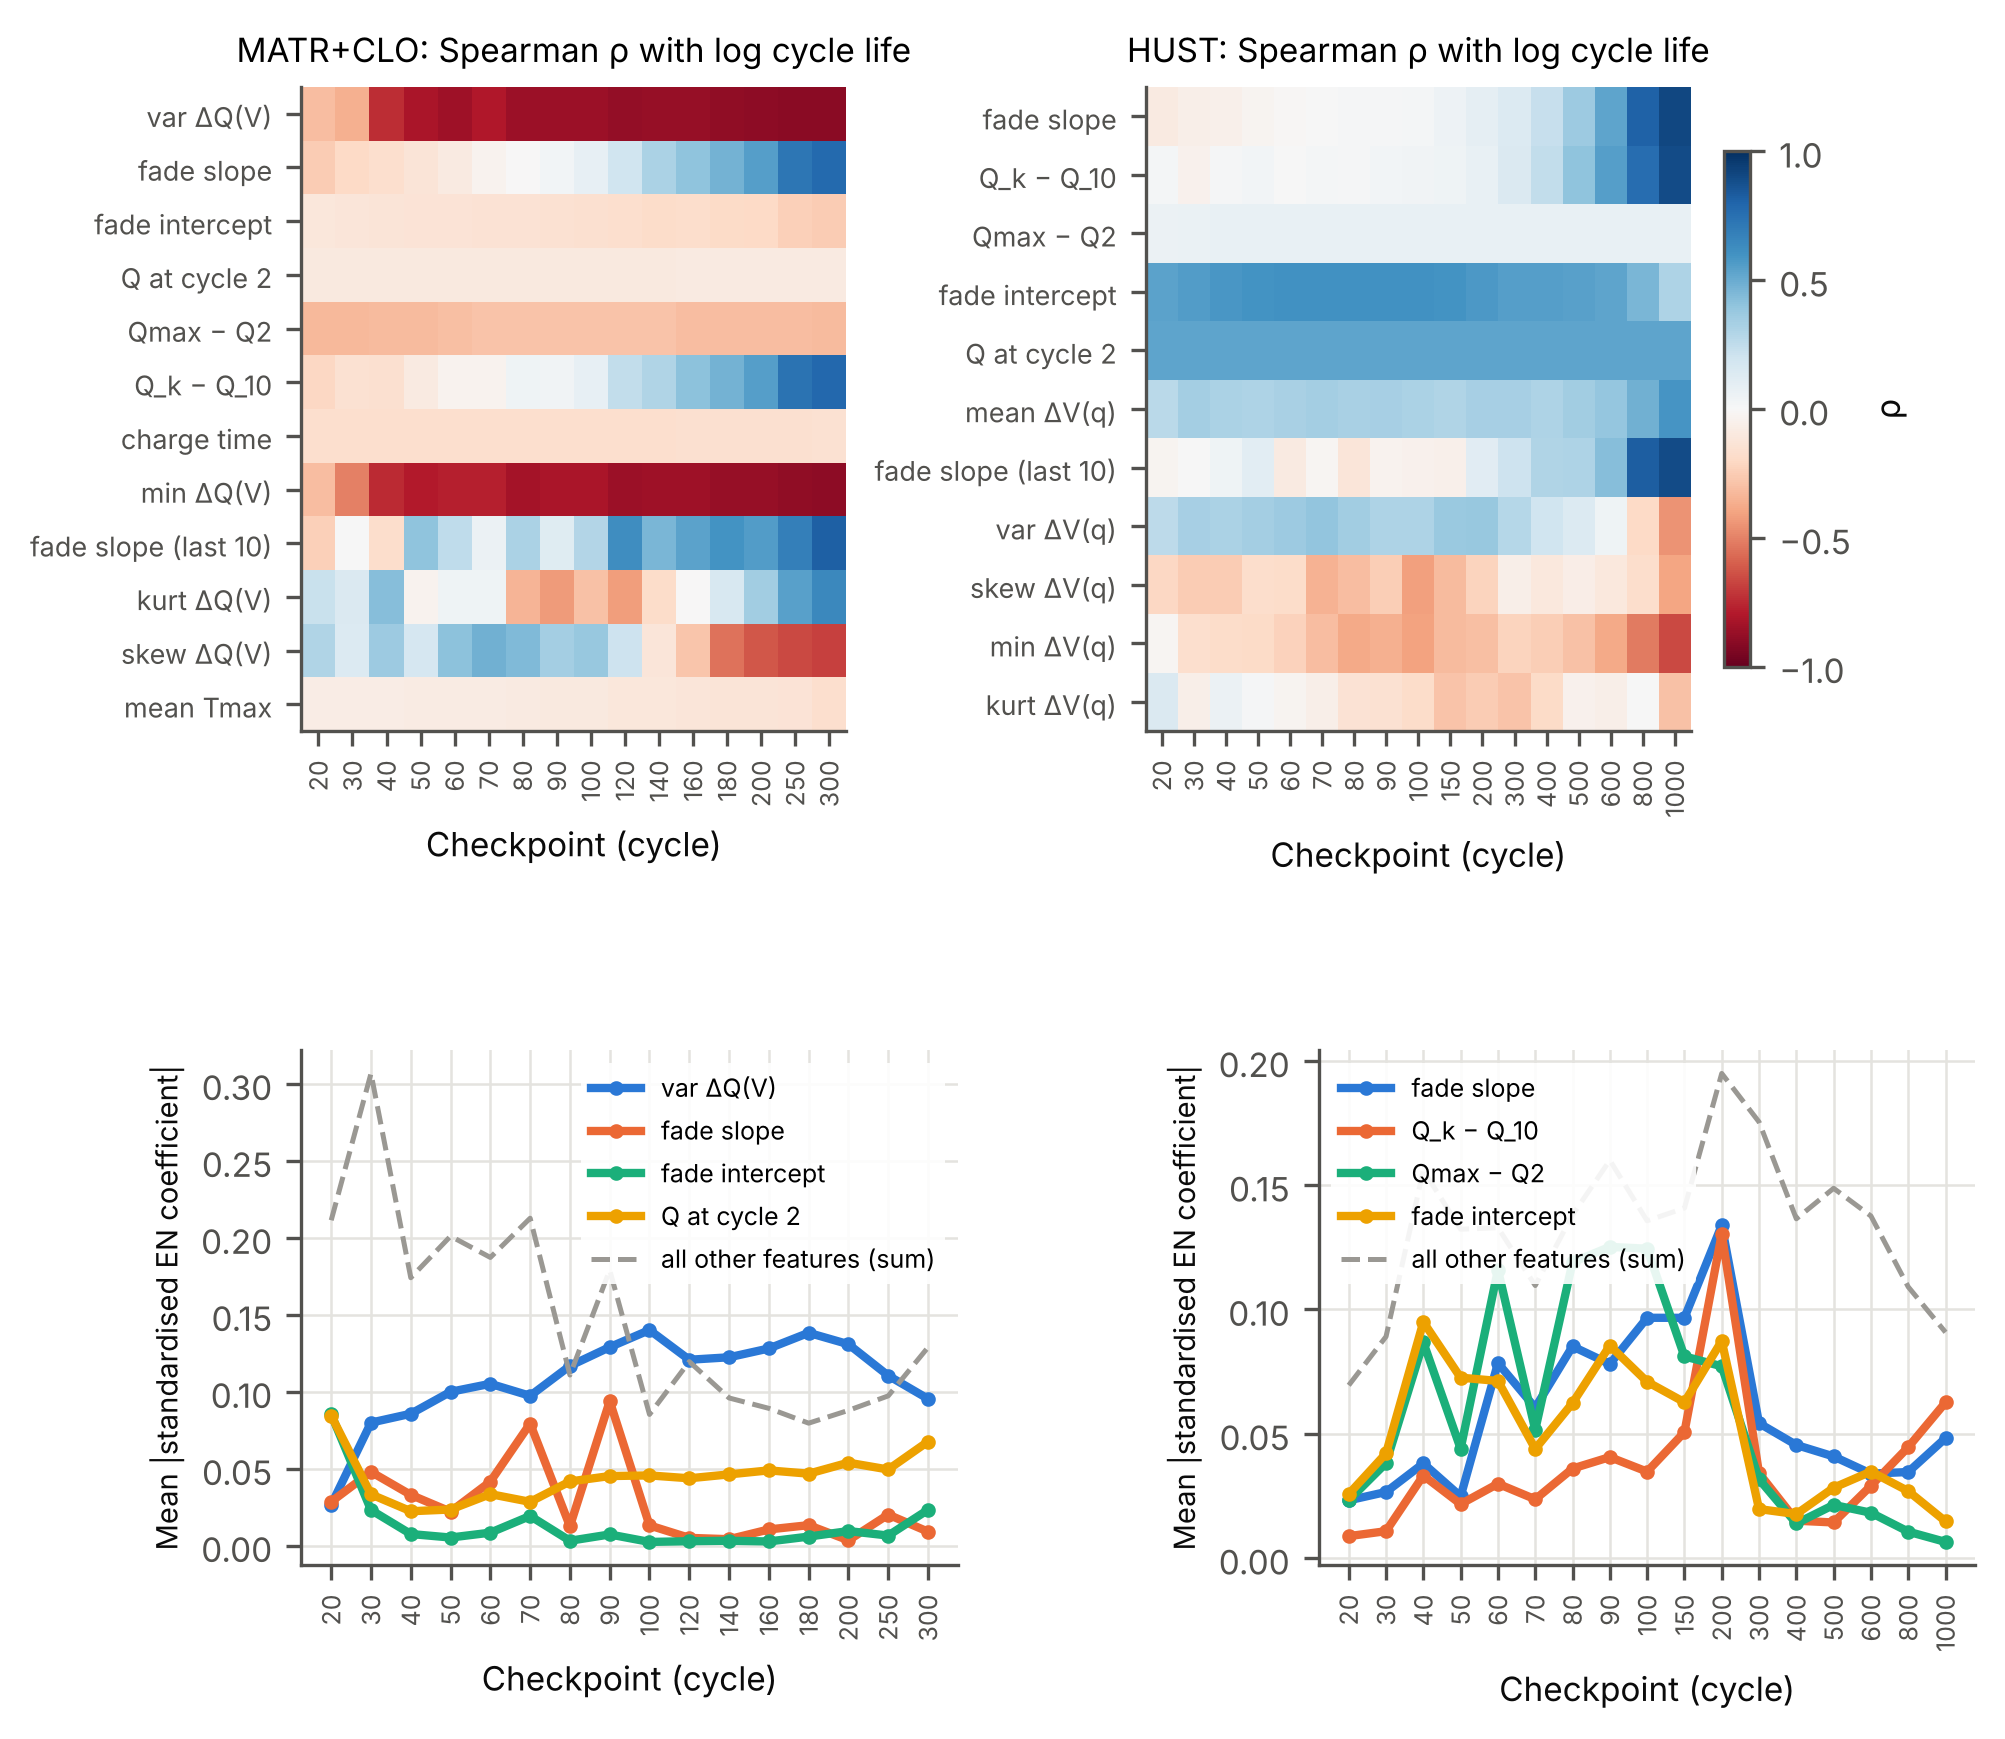 MATR+CLO: Spearman ρ with log cycle life
var ΔQ(V)
fade slope
fade intercept
Q at cycle 2
Qmax − Q2
Q_k − Q_10
charge time
min ΔQ(V)
fade slope (last 10)
kurt ΔQ(V)
skew ΔQ(V)
mean Tmax
20 30 40 50 60 70 80 90 100 120 140 160 180 200 250 300
Checkpoint (cycle)
HUST: Spearman ρ with log cycle life
fade slope
Q_k − Q_10
Qmax − Q2
fade intercept
Q at cycle 2
mean ΔV(q)
fade slope (last 10)
var ΔV(q)
skew ΔV(q)
min ΔV(q)
kurt ΔV(q)
20 30 40 50 60 70 80 90 100 150 200 300 400 500 600 800 1000
Checkpoint (cycle)
1.0
0.5
0.0
−0.5
−1.0
ρ
Mean |standardised EN coefficient|
0.30
0.25
0.20
0.15
0.10
0.05
0.00
var ΔQ(V)
fade slope
fade intercept
Q at cycle 2
all other features (sum)
20 30 40 50 60 70 80 90 100 120 140 160 180 200 250 300
Checkpoint (cycle)
Mean |standardised EN coefficient|
0.20
0.15
0.10
0.05
0.00
fade slope
Q_k − Q_10
Qmax − Q2
fade intercept
all other features (sum)
20 30 40 50 60 70 80 90 100 150 200 300 400 500 600 800 1000
Checkpoint (cycle)